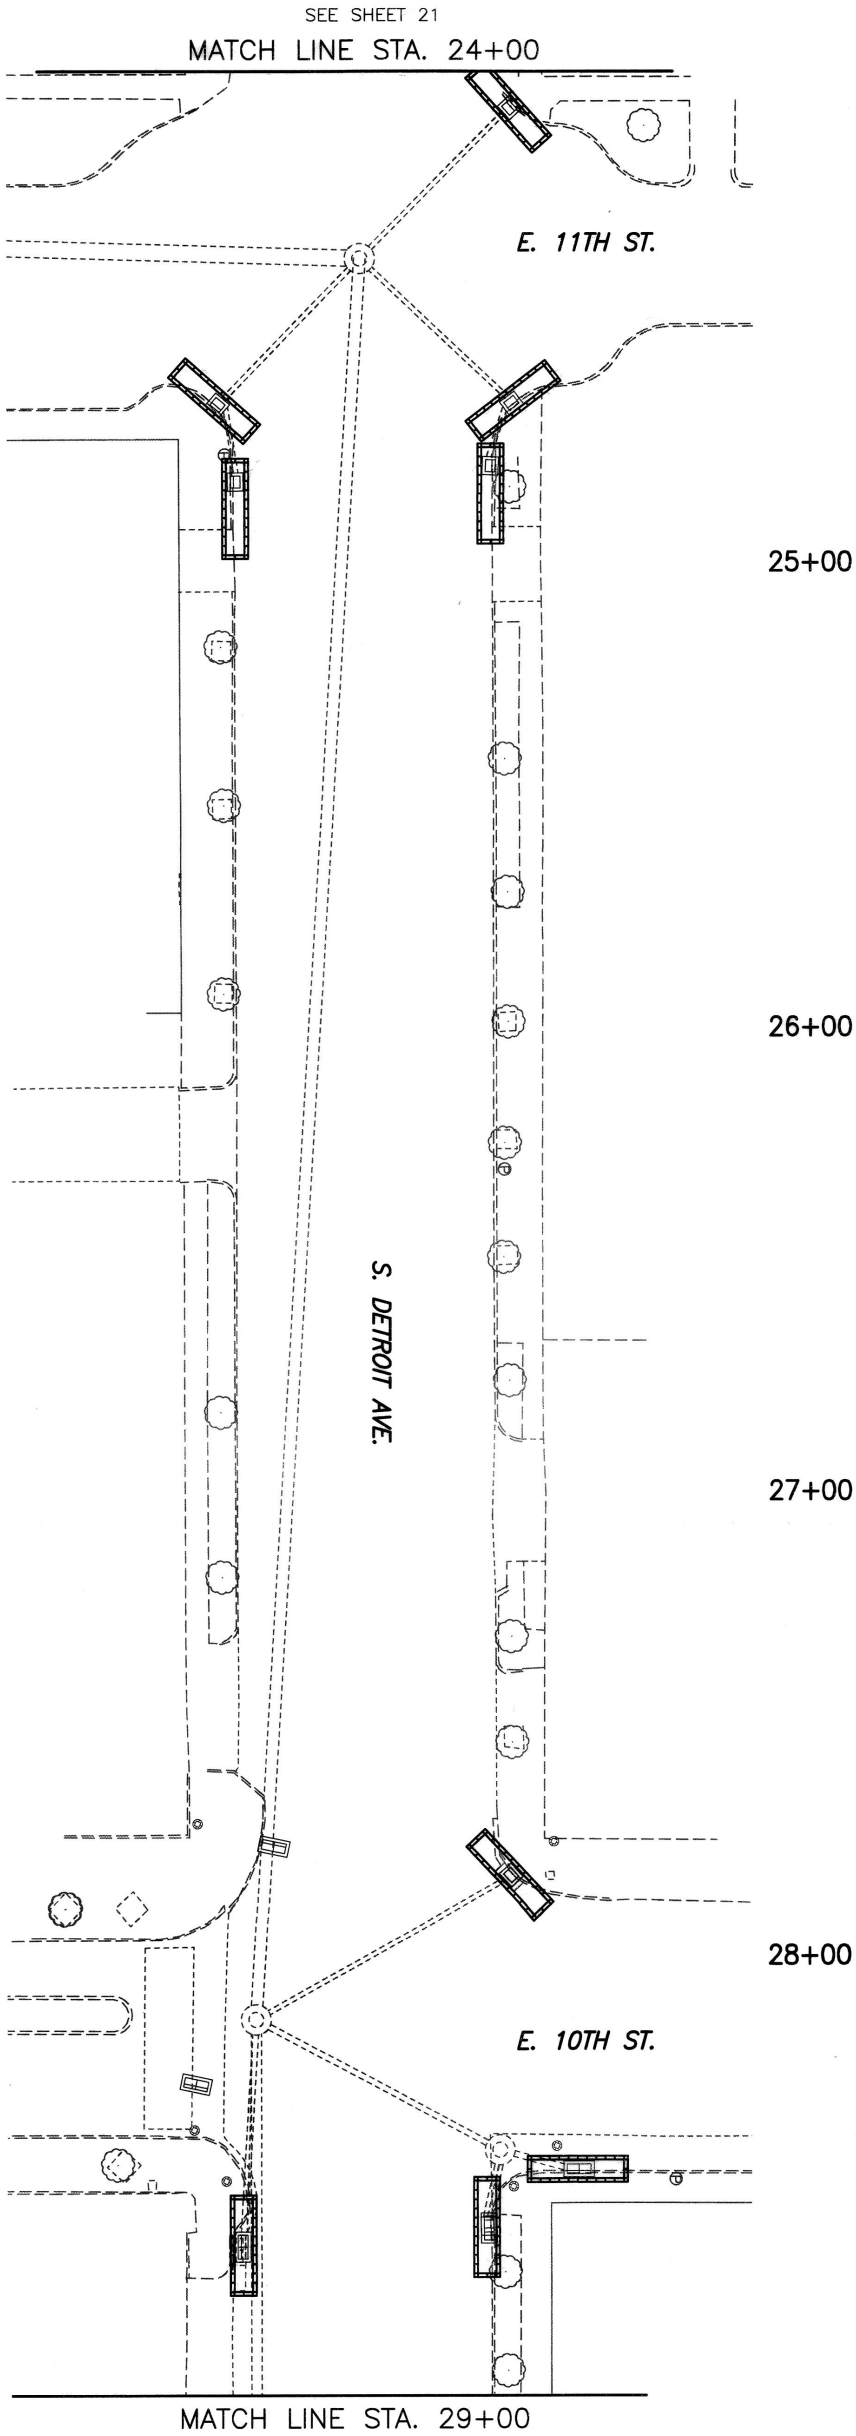 SEE SHEET 21
MATCH LINE STA. 24+00
E. 11TH ST.
25+00
26+00
S. DETROIT AVE.
27+00
28+00
E. 10TH ST.
MATCH LINE STA. 29+00